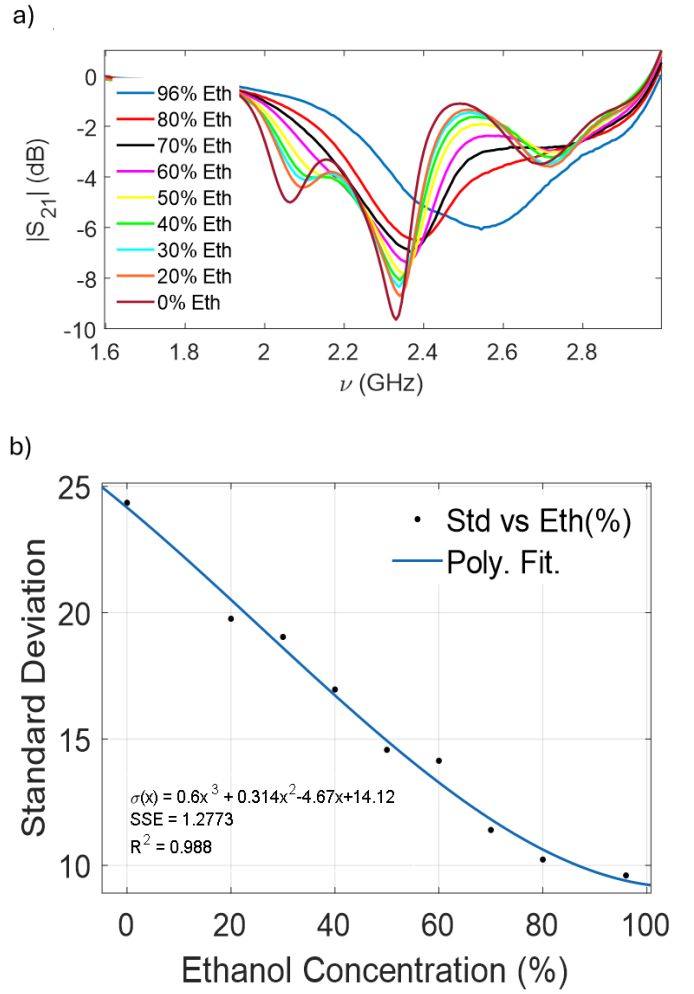 a)
|S21| (dB)
0
-2
-4
-6
-8
-10
96% Eth
80% Eth
70% Eth
60% Eth
50% Eth
40% Eth
30% Eth
20% Eth
0% Eth
1.6 1.8 2 2.2 2.4 2.6 2.8
ν (GHz)
b)
Standard Deviation
25
20
15
10
Std vs Eth(%)
Poly. Fit.
σ(x) = 0.6x³ + 0.314x²-4.67x+14.12
SSE = 1.2773
R² = 0.988
0 20 40 60 80 100
Ethanol Concentration (%)